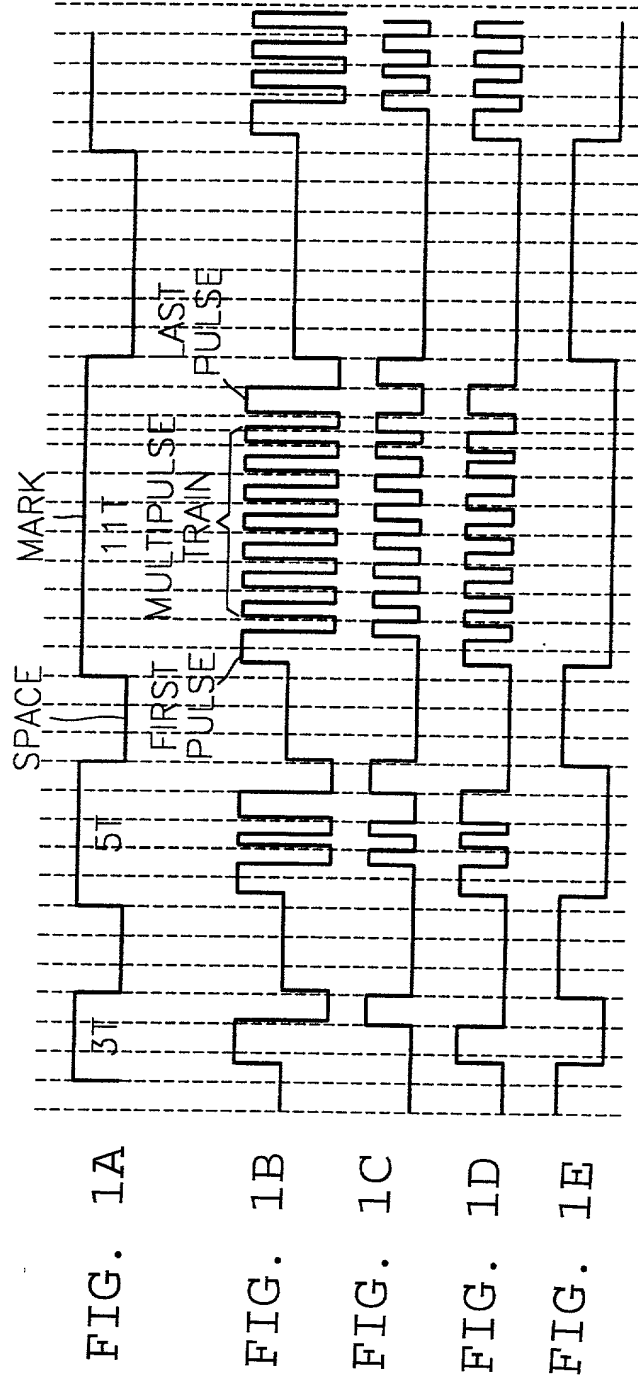 FIG. 1A
FIG. 1B
FIG. 1C
FIG. 1D
FIG. 1E
3T
5T
SPACE
MARK
11T
FIRST
PULSE
MULTIPULSE
TRAIN
LAST
PULSE